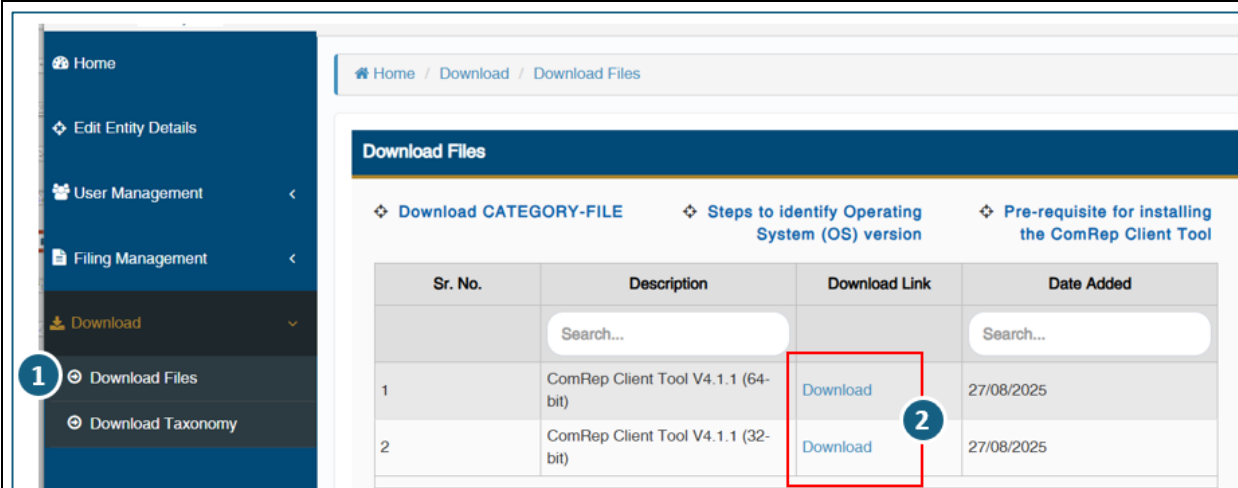 Home
Edit Entity Details
User Management
Filing Management
Download
1
Download Files
Download Taxonomy
Home / Download / Download Files
Download Files
Download CATEGORY-FILE
Steps to identify Operating
System (OS) version
Pre-requisite for installing
the ComRep Client Tool
Sr. No. Description Download Link Date Added
Search... Search...
1 ComRep Client Tool V4.1.1 (64-
bit) Download 27/08/2025
2
2 ComRep Client Tool V4.1.1 (32-
bit) Download 27/08/2025